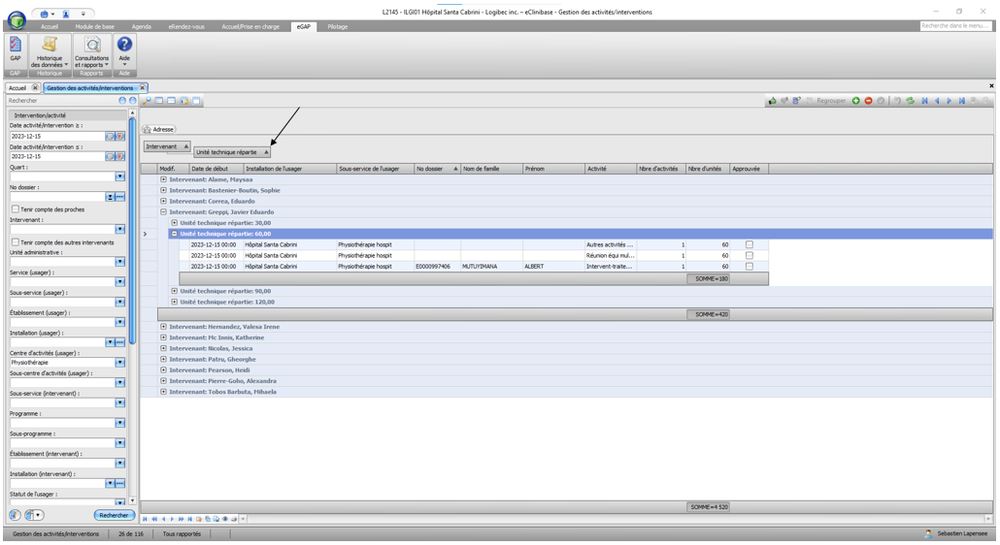 L2145 - ILGI01 Hôpital Santa Cabrini - Logibec inc. – eClinibase - Gestion des activités/interventions
Accueil Module de base Agenda eRendez-vous Accueil/Prise en charge eGAP Pilotage
Recherche dans le menu...
GAP Historique des données Consultations et rapports Aide
GAP Historique Rapports Aide
Accueil Gestion des activités/interventions
Rechercher
Regrouper
Intervention/activité
Date activité/intervention ≥ :
2023-12-15
Date activité/intervention ≤ :
2023-12-15
Quart :
No dossier :
Tenir compte des proches
Intervenant :
Tenir compte des autres intervenants
Unité administrative :
Service (usager) :
Sous-service (usager) :
Établissement (usager) :
Installation (usager) :
Centre d'activités (usager) :
Physiothérapie
Sous-centre d'activités (usager) :
Sous-service (intervenant) :
Programme :
Sous-programme :
Établissement (intervenant) :
Installation (intervenant) :
Statut de l'usager :
Rechercher
Adresse
Intervenant
Unité technique répartie
Modif. Date de début Installation de l'usager Sous-service de l'usager No dossier Nom de famille Prénom Activité Nbre d'activités Nbre d'unités Approuvée
Intervenant: Alame, Maysaa
Intervenant: Bastenier-Boutin, Sophie
Intervenant: Correa, Eduardo
Intervenant: Greppi, Javier Eduardo
Unité technique répartie: 30,00
Unité technique répartie: 60,00
2023-12-15 00:00 Hôpital Santa Cabrini Physiothérapie hospit Autres activités ... 1 60
2023-12-15 00:00 Hôpital Santa Cabrini Physiothérapie hospit Réunion équi mul... 1 60
2023-12-15 00:00 Hôpital Santa Cabrini Physiothérapie hospit E0000997406 MUTUYIMANA ALBERT Intervent-traite... 1 60
SOMME=180
Unité technique répartie: 90,00
Unité technique répartie: 120,00
SOMME=420
Intervenant: Hernandez, Valesa Irene
Intervenant: Mc Innis, Katherine
Intervenant: Nicolas, Jessica
Intervenant: Patru, Gheorghe
Intervenant: Pearson, Heidi
Intervenant: Pierre-Goho, Alexandra
Intervenant: Tobos Barbuta, Mihaela
SOMME=4 520
Gestion des activités/interventions 26 de 116 Tous rapportés
Sebastien Lapensee